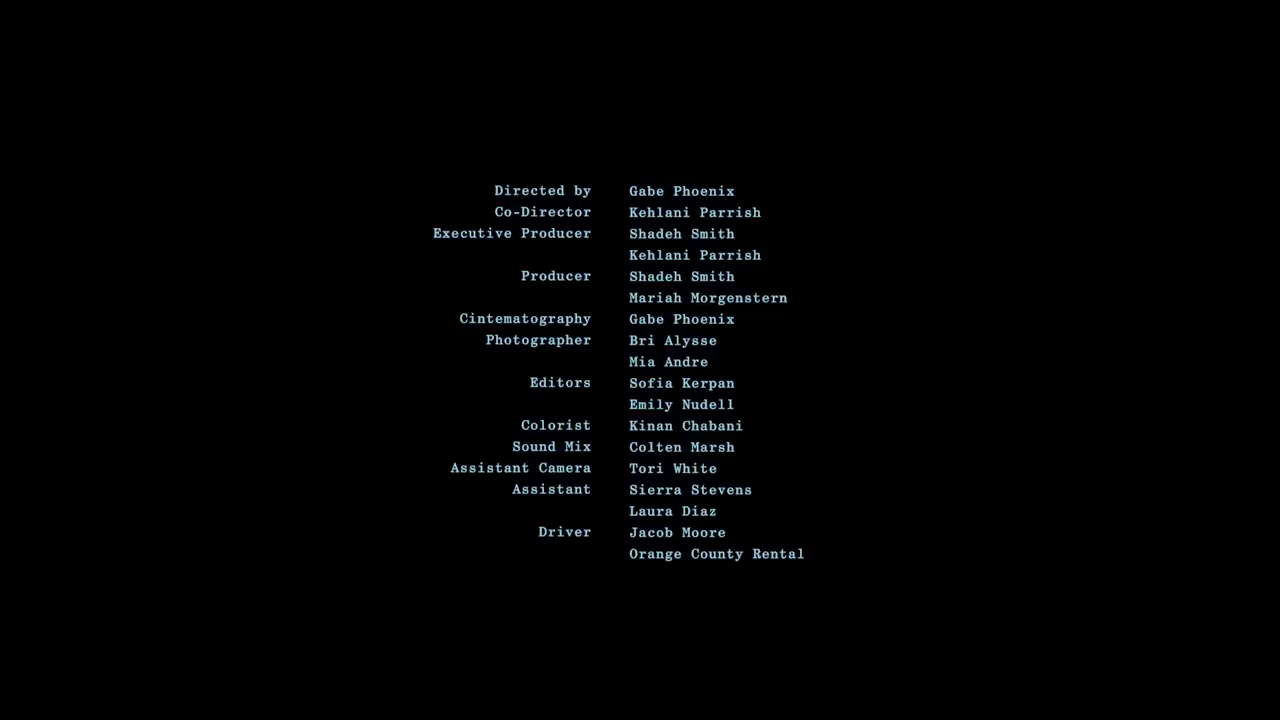 Directed by Gabe Phoenix
Co-Director Kehlani Parrish
Executive Producer Shadeh Smith
Kehlani Parrish
Producer Shadeh Smith
Mariah Morgenstern
Cintematography Gabe Phoenix
Photographer Bri Alysse
Mia Andre
Editors Sofia Kerpan
Emily Nudell
Colorist Kinan Chabani
Sound Mix Colten Marsh
Assistant Camera Tori White
Assistant Sierra Stevens
Laura Diaz
Driver Jacob Moore
Orange County Rental